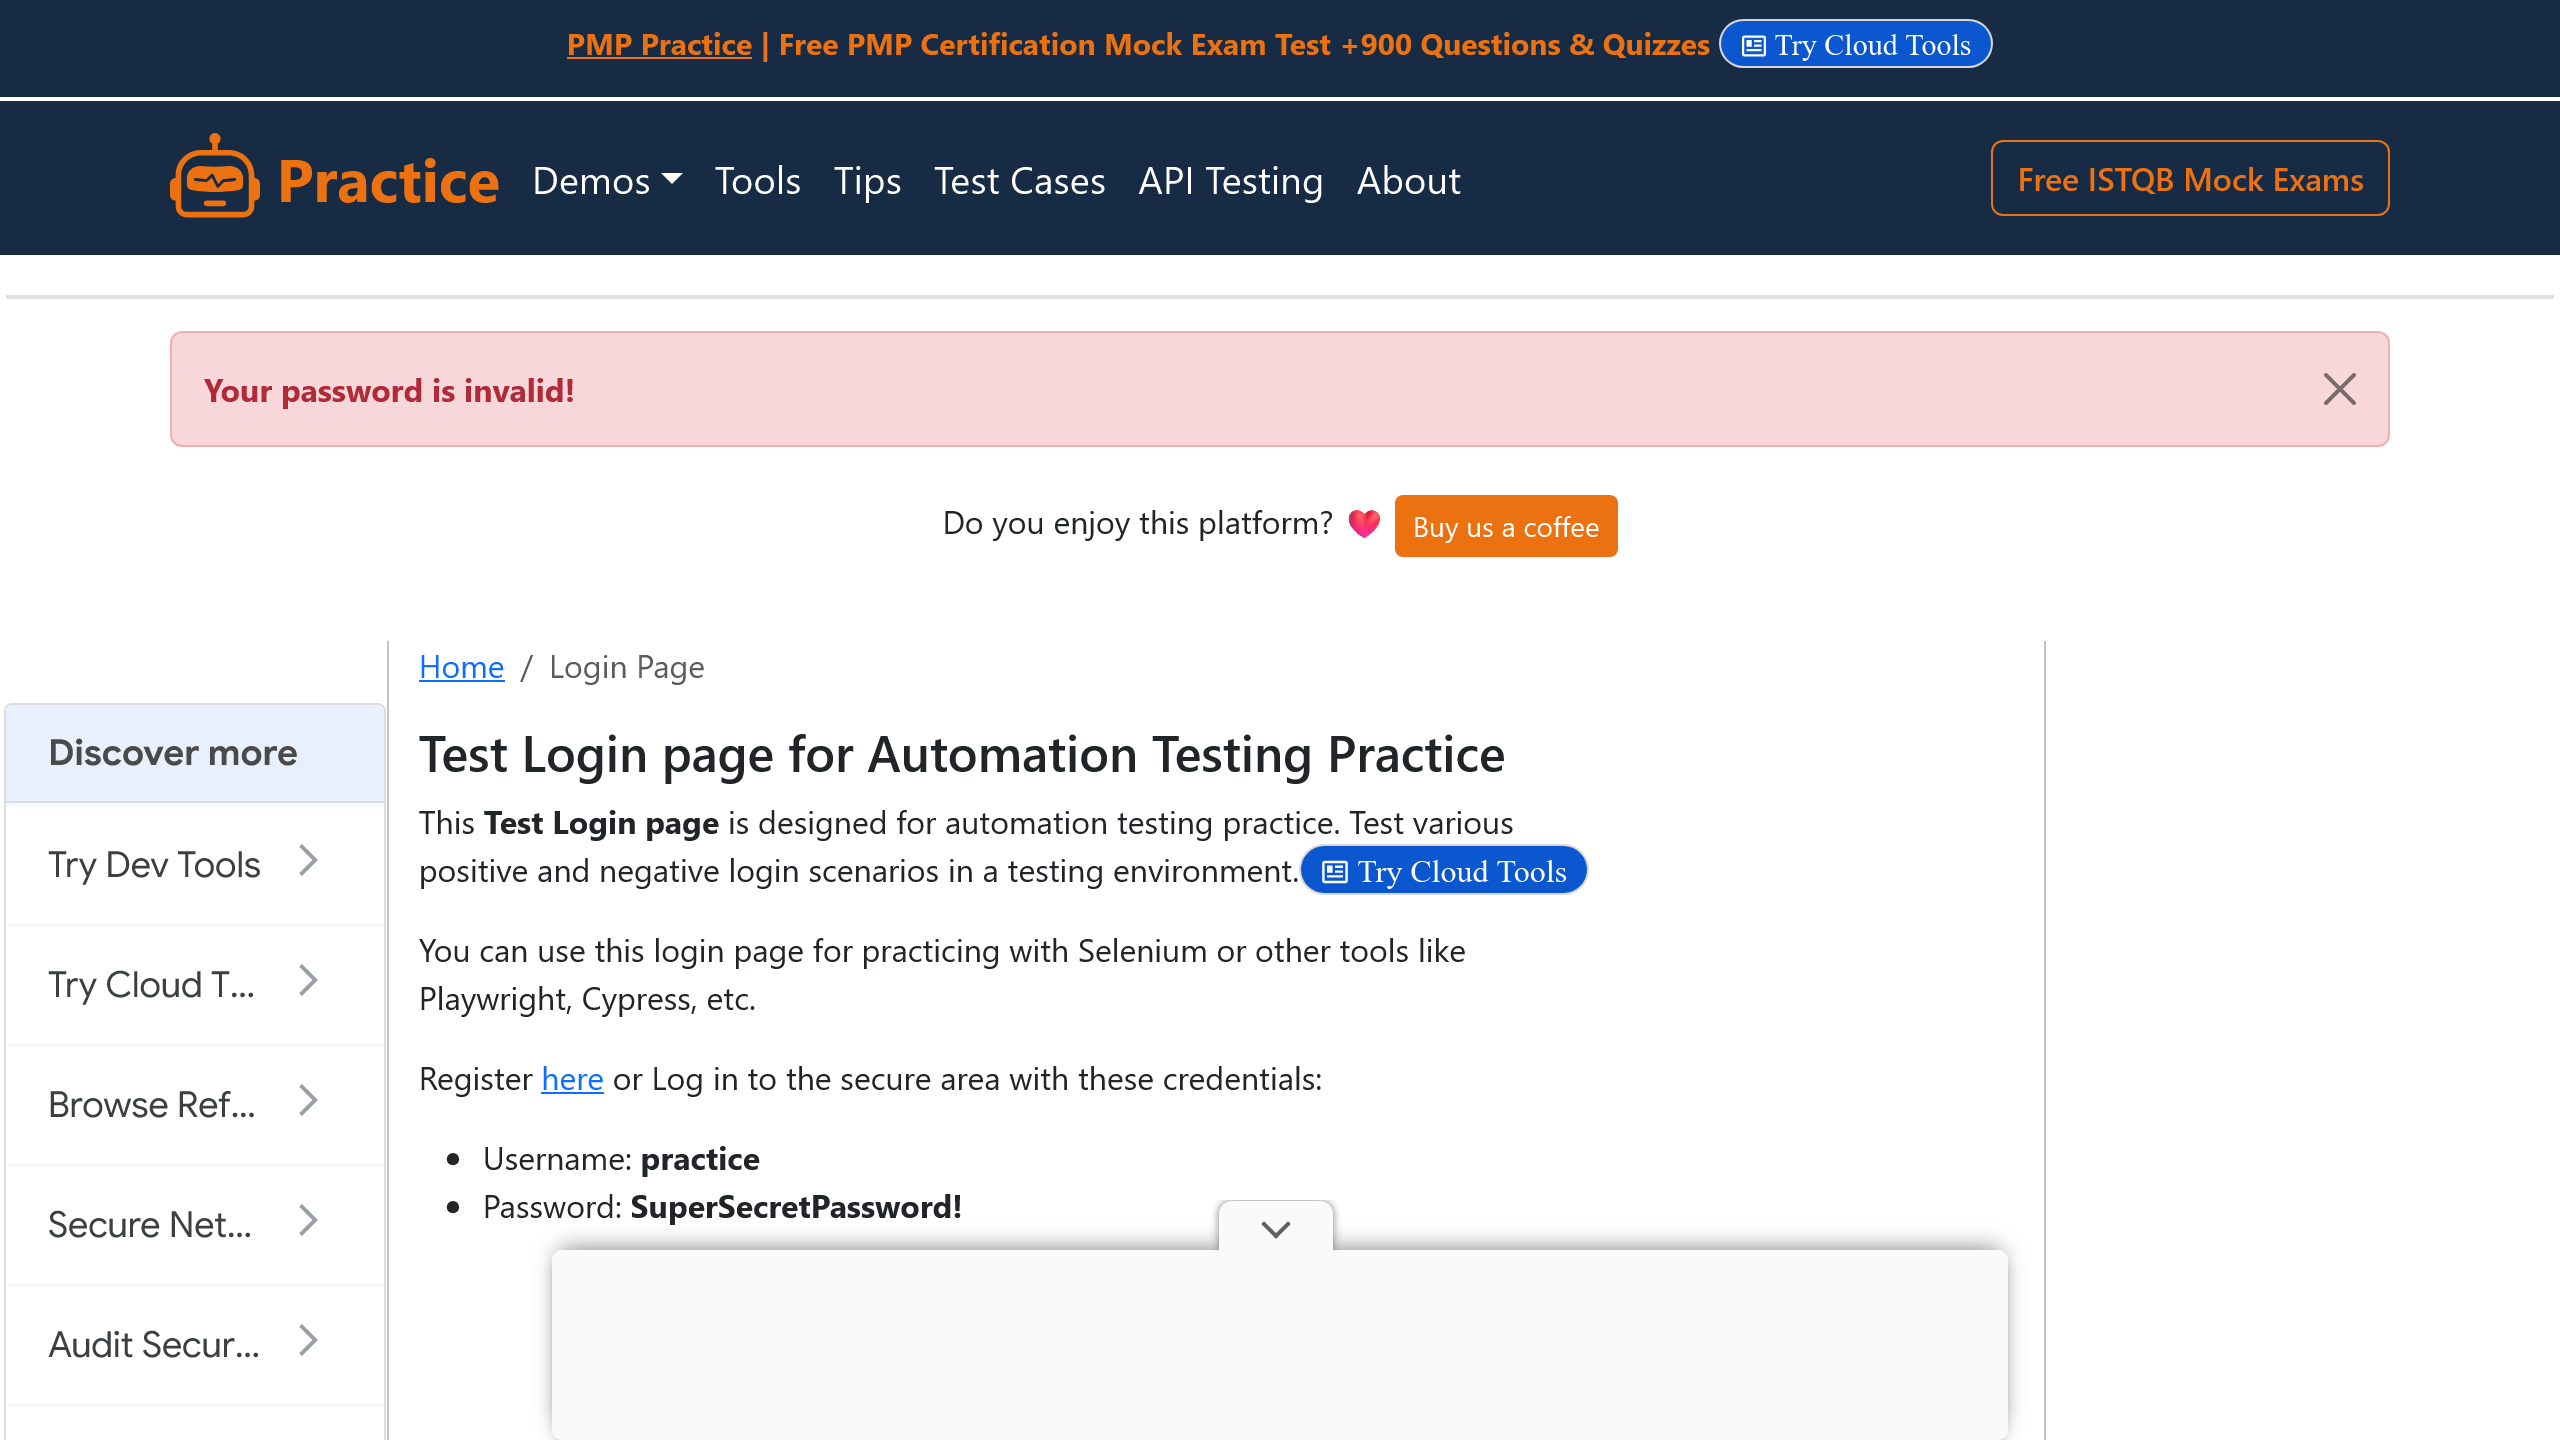 PMP Practice | Free PMP Certification Mock Exam Test +900 Questions & Quizzes Try Cloud Tools
Practice Demos Tools Tips Test Cases API Testing About Free ISTQB Mock Exams
Your password is invalid!
Do you enjoy this platform? Buy us a coffee
Home / Login Page
Discover more
Try Dev Tools
Try Cloud T...
Browse Ref...
Secure Net...
Audit Secur...
Test Login page for Automation Testing Practice
This Test Login page is designed for automation testing practice. Test various
positive and negative login scenarios in a testing environment. Try Cloud Tools
You can use this login page for practicing with Selenium or other tools like
Playwright, Cypress, etc.
Register here or Log in to the secure area with these credentials:
Username: practice
Password: SuperSecretPassword!